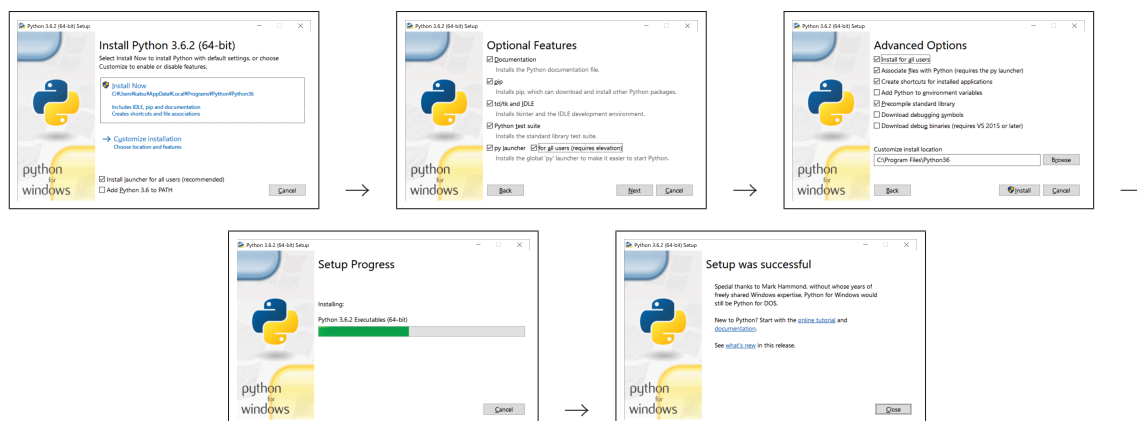 Python 3.6.2 (64-bit) Setup
Install Python 3.6.2 (64-bit)
Select Install Now to install Python with default settings, or choose
Customize to enable or disable features.
Install Now
C:¥Users¥katsu¥AppData¥Local¥Programs¥Python¥Python36
Includes IDLE, pip and documentation
Creates shortcuts and file associations
→ Customize installation
Choose location and features
Install launcher for all users (recommended)
Add Python 3.6 to PATH
Cancel
python
for
windows
→
Python 3.6.2 (64-bit) Setup
Optional Features
Documentation
Installs the Python documentation file.
pip
Installs pip, which can download and install other Python packages.
tcl/tk and IDLE
Installs tkinter and the IDLE development environment.
Python test suite
Installs the standard library test suite.
py launcher for all users (requires elevation)
Installs the global 'py' launcher to make it easier to start Python.
Back Next Cancel
python
for
windows
→
Python 3.6.2 (64-bit) Setup
Advanced Options
Install for all users
Associate files with Python (requires the py launcher)
Create shortcuts for installed applications
Add Python to environment variables
Precompile standard library
Download debugging symbols
Download debug binaries (requires VS 2015 or later)
Customize install location
C:\Program Files\Python36 Browse
Back Install Cancel
python
for
windows
Python 3.6.2 (64-bit) Setup
Setup Progress
Installing:
Python 3.6.2 Executables (64-bit)
Cancel
python
for
windows
→
Python 3.6.2 (64-bit) Setup
Setup was successful
Special thanks to Mark Hammond, without whose years of
freely shared Windows expertise, Python for Windows would
still be Python for DOS.
New to Python? Start with the online tutorial and
documentation.
See what's new in this release.
Close
python
for
windows